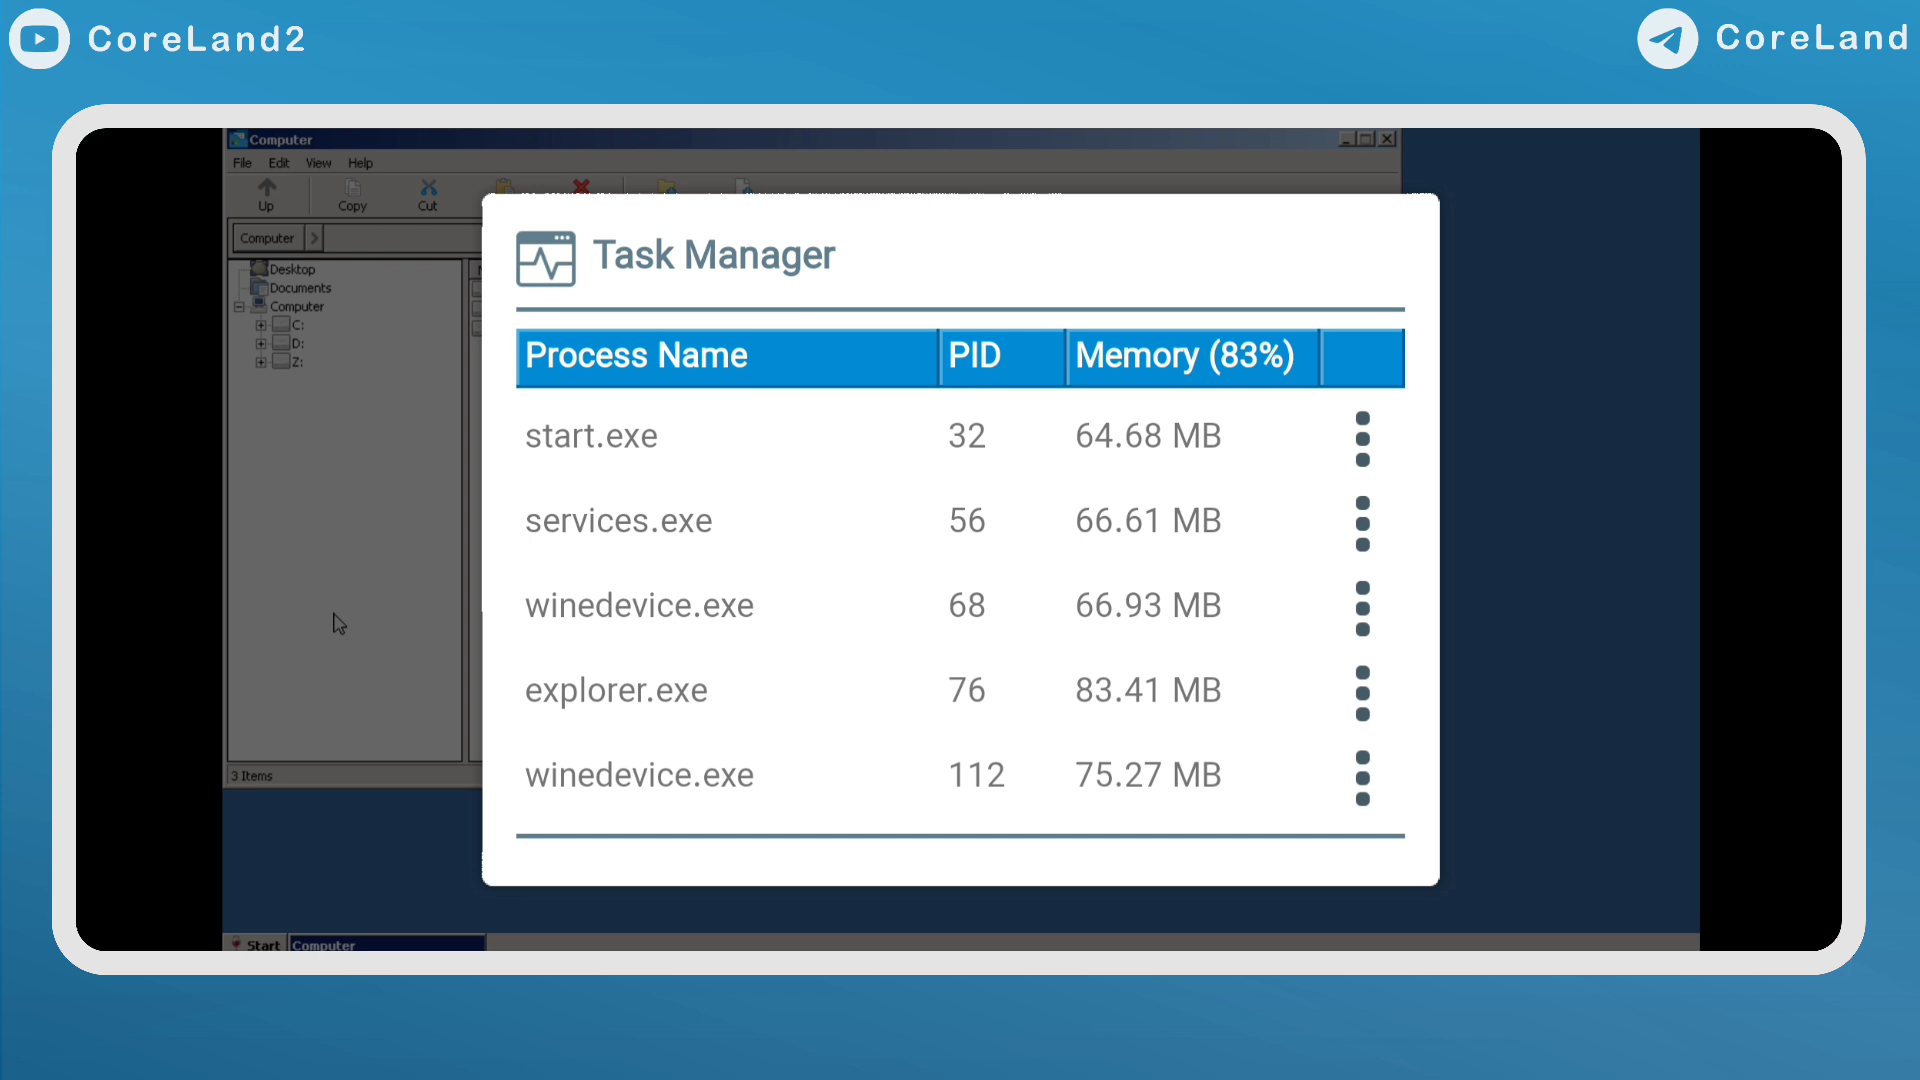 CoreLand2
CoreLand
Computer
File Edit View Help
Up Copy Cut
Computer
Desktop
Documents
Computer
C:
D:
Z:
3 Items
Start Computer
Task Manager
Process Name PID Memory (83%)
start.exe 32 64.68 MB
services.exe 56 66.61 MB
winedevice.exe 68 66.93 MB
explorer.exe 76 83.41 MB
winedevice.exe 112 75.27 MB